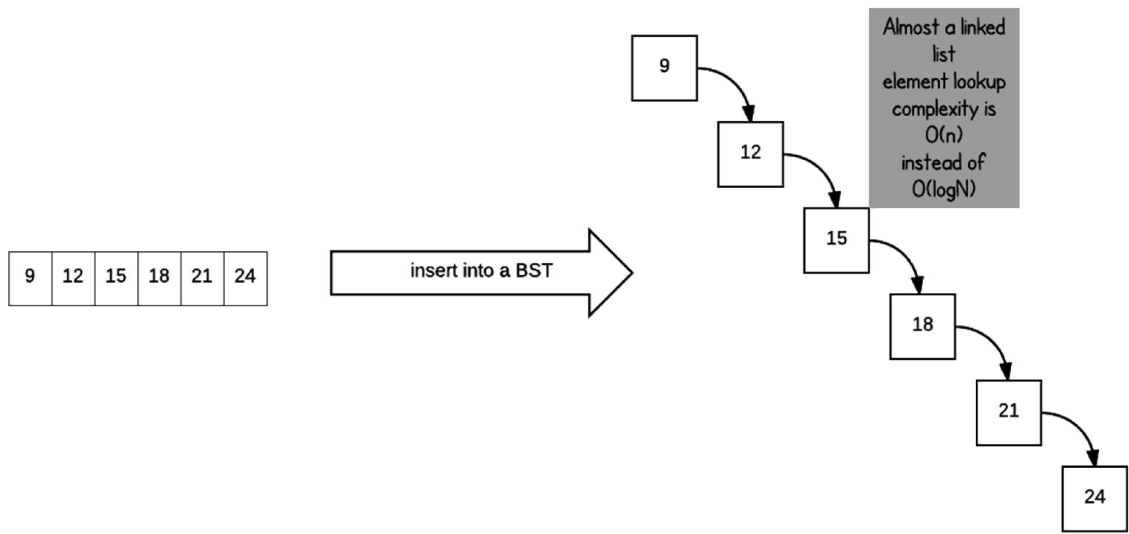 9 12 15 18 21 24
insert into a BST
9
12
15
18
21
24
Almost a linked
list
element lookup
complexity is
O(n)
instead of
O(logN)